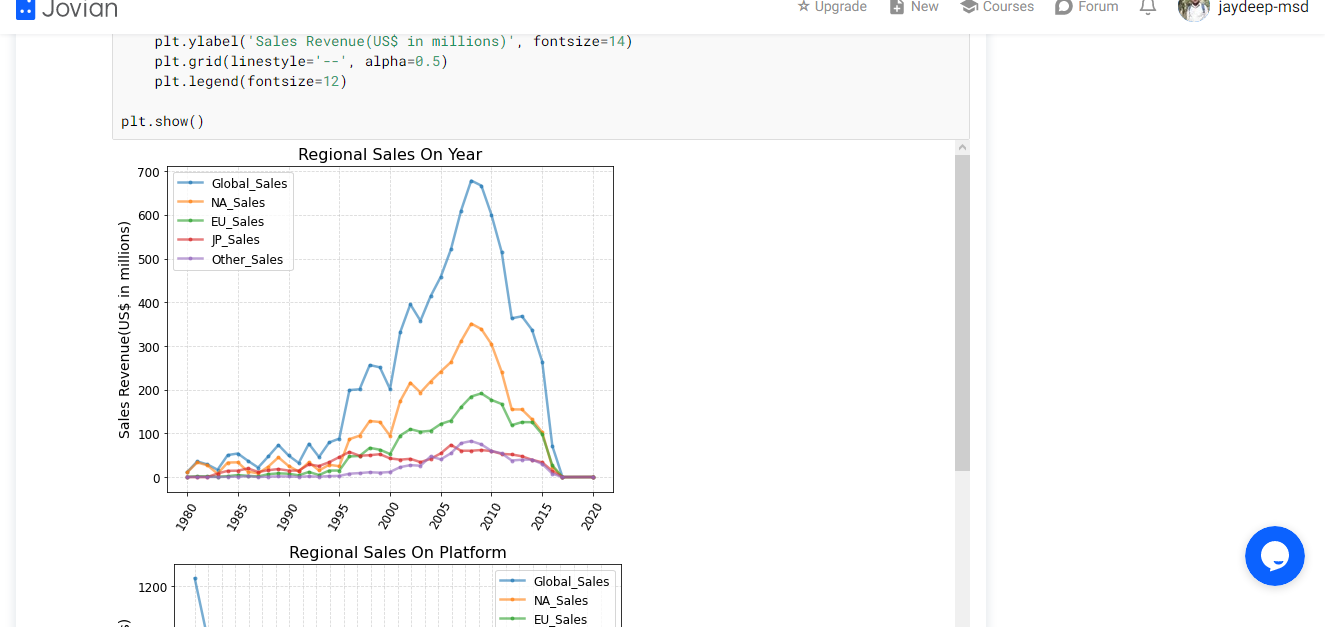 Jovian
Upgrade New Courses Forum jaydeep-msd
plt.ylabel('Sales Revenue(US$ in millions)', fontsize=14)
plt.grid(linestyle='--', alpha=0.5)
plt.legend(fontsize=12)
plt.show()
Regional Sales On Year
Sales Revenue(US$ in millions)
700
600
500
400
300
200
100
0
Global_Sales
NA_Sales
EU_Sales
JP_Sales
Other_Sales
1980 1985 1990 1995 2000 2005 2010 2015 2020
Regional Sales On Platform
1200
Global_Sales
NA_Sales
EU_Sales